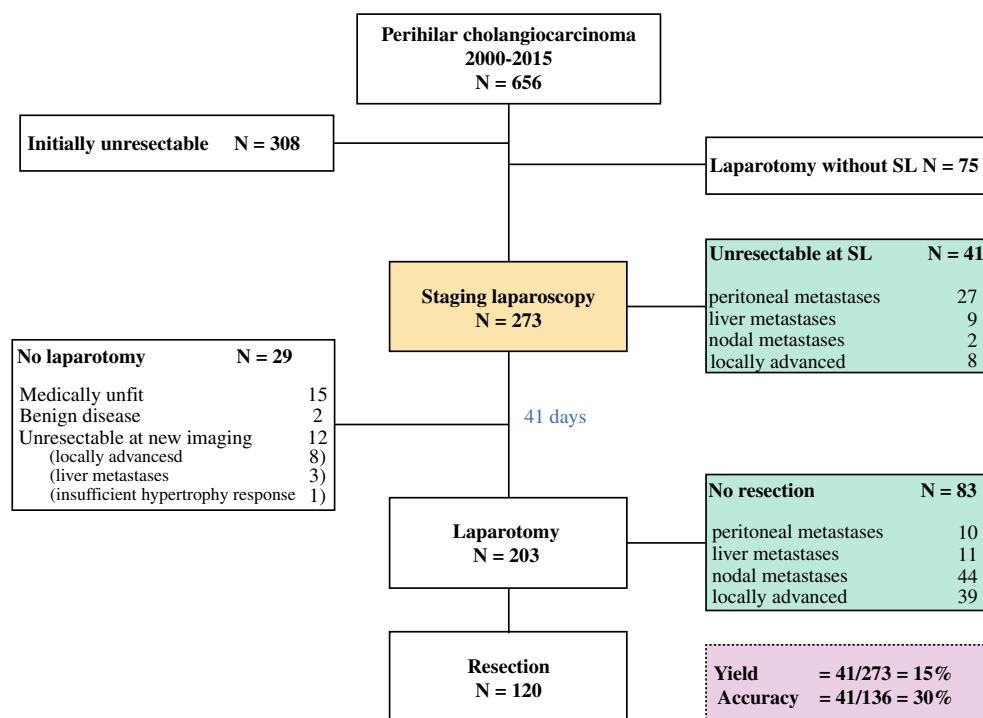 Perihilar cholangiocarcinoma
2000-2015
N = 656
Initially unresectable N = 308
Laparotomy without SL N = 75
Staging laparoscopy
N = 273
Unresectable at SL N = 41
peritoneal metastases 27
liver metastases 9
nodal metastases 2
locally advanced 8
No laparotomy N = 29
Medically unfit 15
Benign disease 2
Unresectable at new imaging 12
(locally advancesd 8)
(liver metastases 3)
(insufficient hypertrophy response 1)
41 days
Laparotomy
N = 203
No resection N = 83
peritoneal metastases 10
liver metastases 11
nodal metastases 44
locally advanced 39
Resection
N = 120
Yield = 41/273 = 15%
Accuracy = 41/136 = 30%